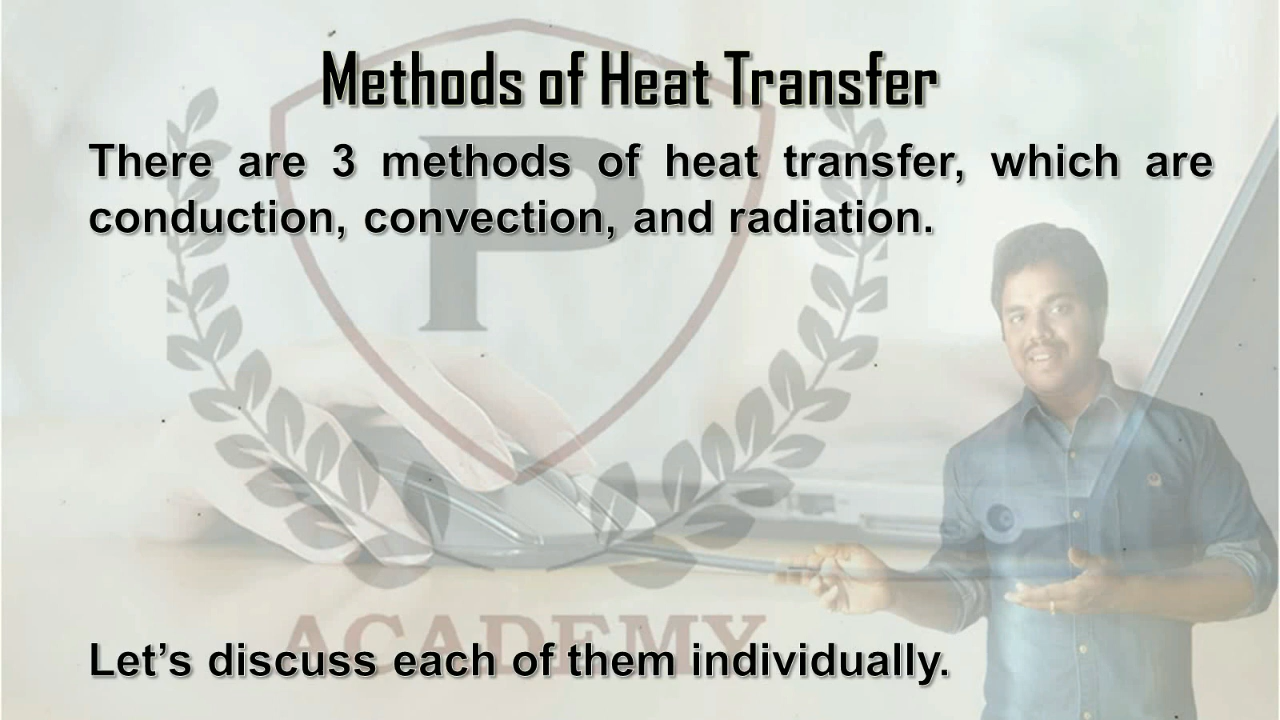 Methods of Heat Transfer
There are 3 methods of heat transfer, which are
conduction, convection, and radiation.
P
ACADEMY
Let's discuss each of them individually.